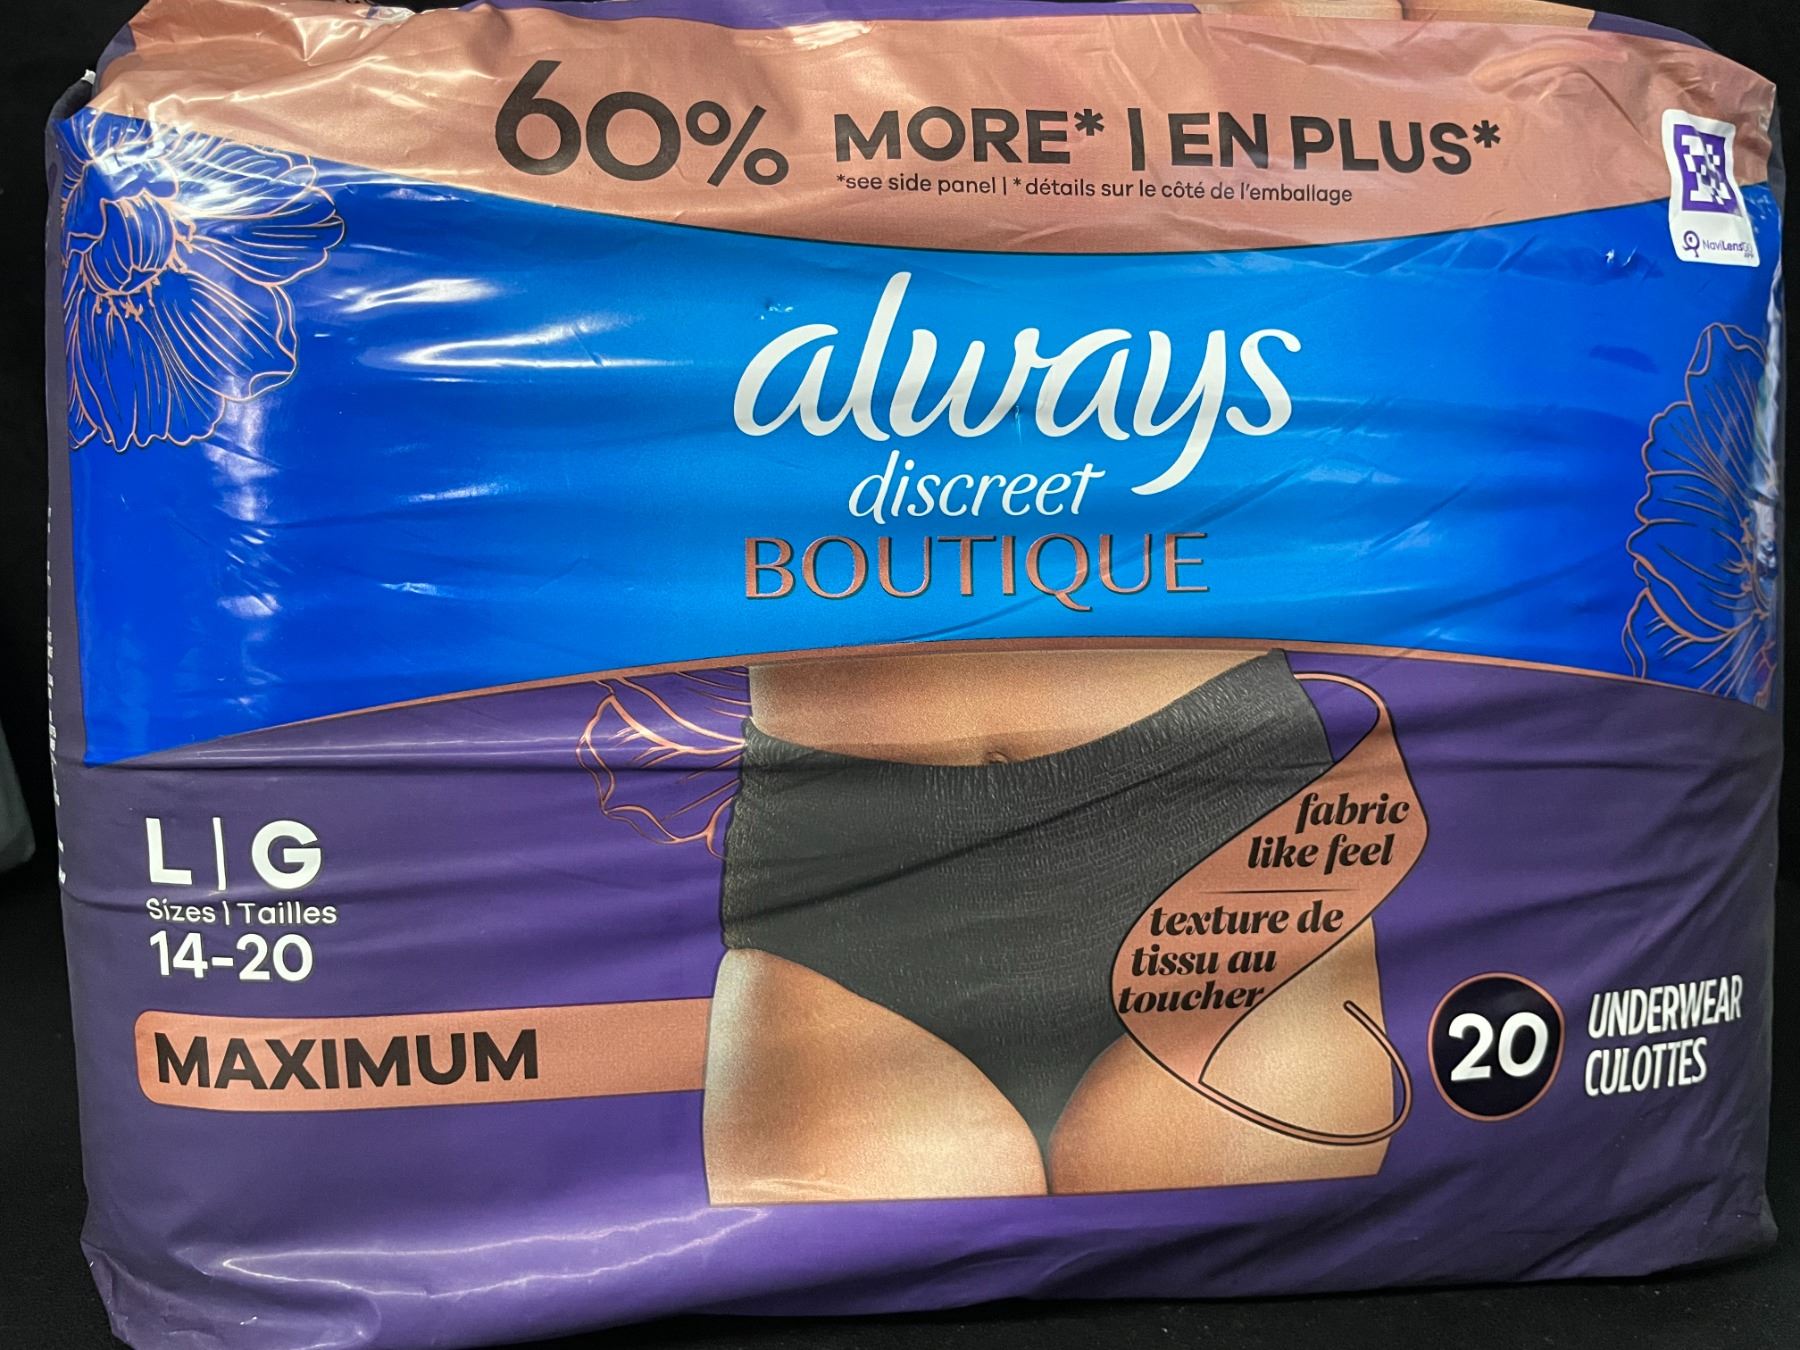 60% MORE* | EN PLUS*
*see side panel | * détails sur le côté de l'emballage
NaviLens
always
discreet
BOUTIQUE
fabric
like feel
texture de
tissu au
toucher
L | G
Sizes | Tailles
14-20
MAXIMUM
20
UNDERWEAR
CULOTTES